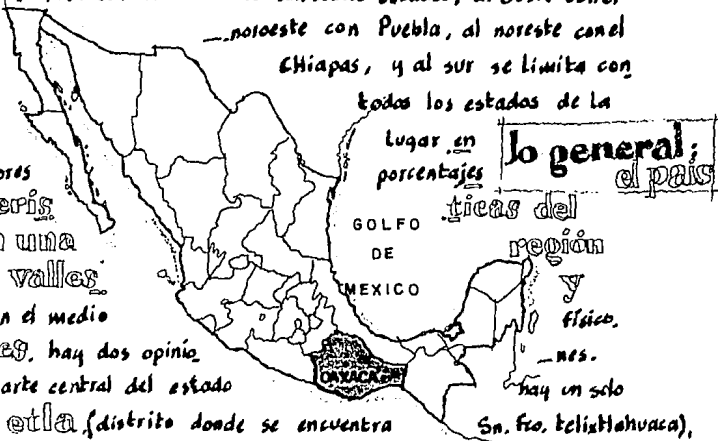 noroeste con Puebla, al noreste con el
CHiapas, y al sur se limita con
todos los estados de la
Lugar en
porcentajes
lo general;
el país
ores
erís
ticas del
GOLFO
DE
MEXICO
una
región
valles
y
n el medio
físico.
es. hay dos opinio
nes.
arte central del estado
OAXACA
hay un solo
etla (distrito donde se encuentra
Sn. Fco. telixtlahuaca),